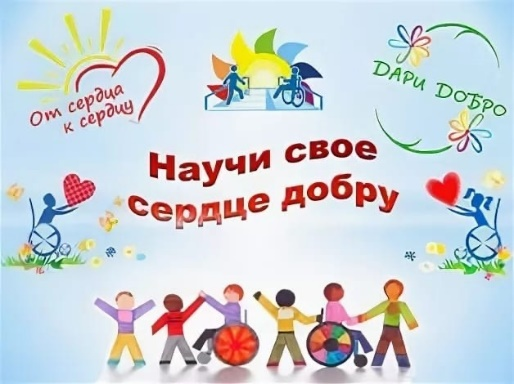 От сердца
к сердцу
ДАРИ ДОБРО
Научи свое
сердце добру